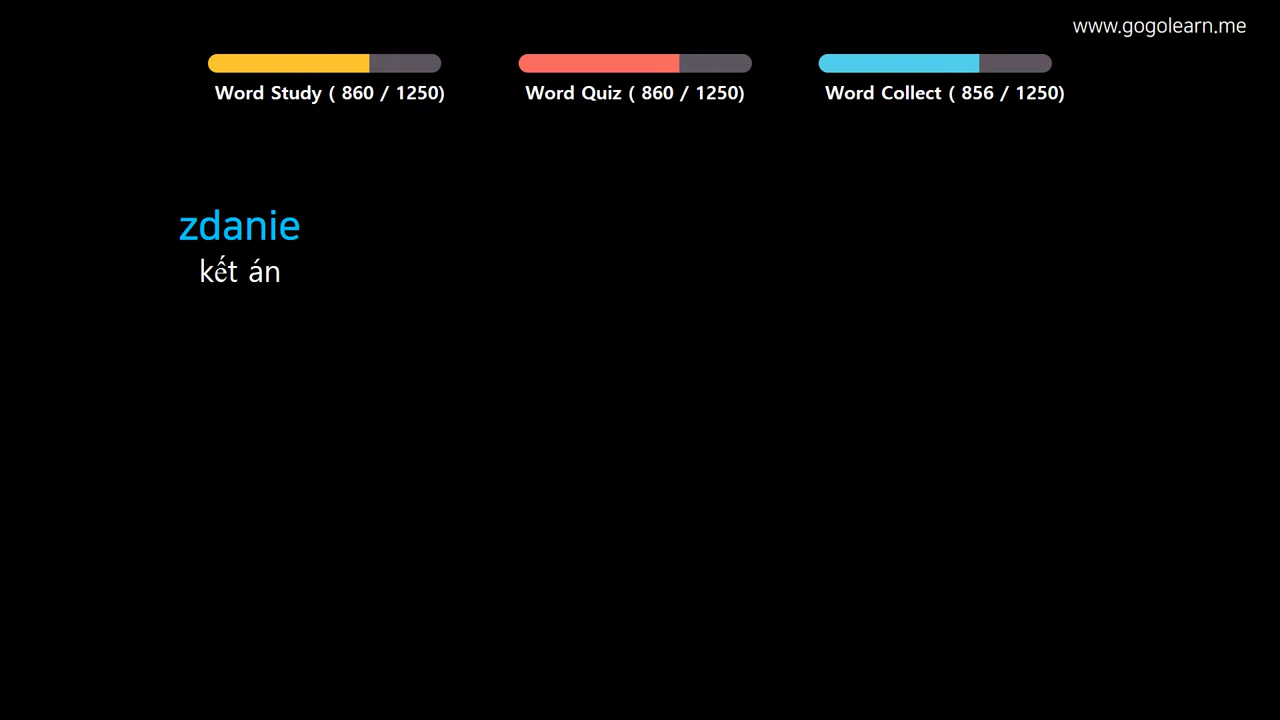 www.gogolearn.me
Word Study ( 860 / 1250)
Word Quiz ( 860 / 1250)
Word Collect ( 856 / 1250)
zdanie
kết án